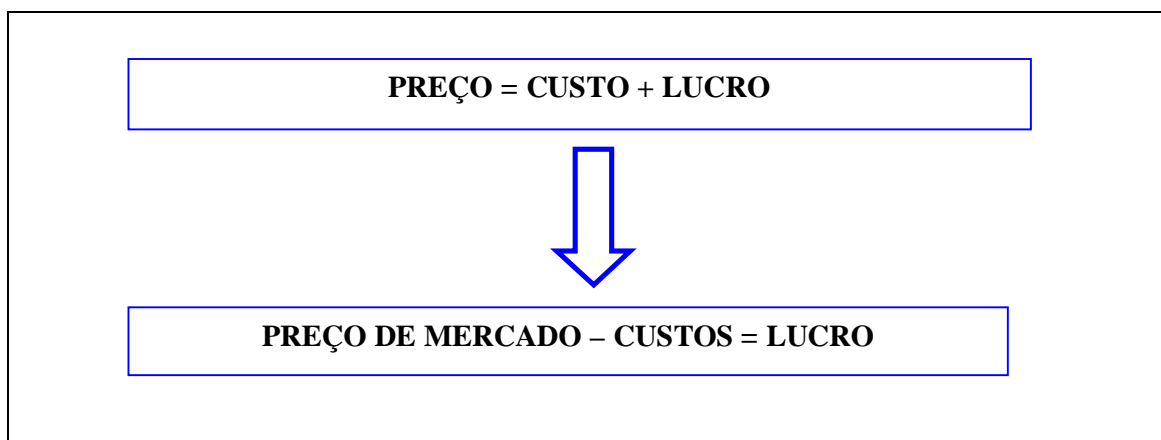 PREÇO = CUSTO + LUCRO
PREÇO DE MERCADO – CUSTOS = LUCRO